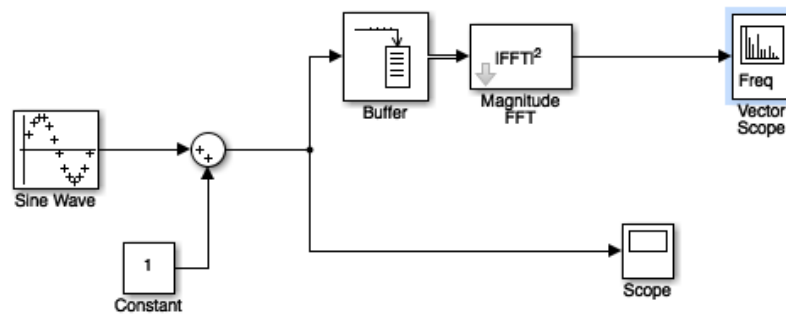 |FFT|²
Freq
Buffer
Magnitude
FFT
Vector
Scope
Sine Wave
1
Constant
Scope